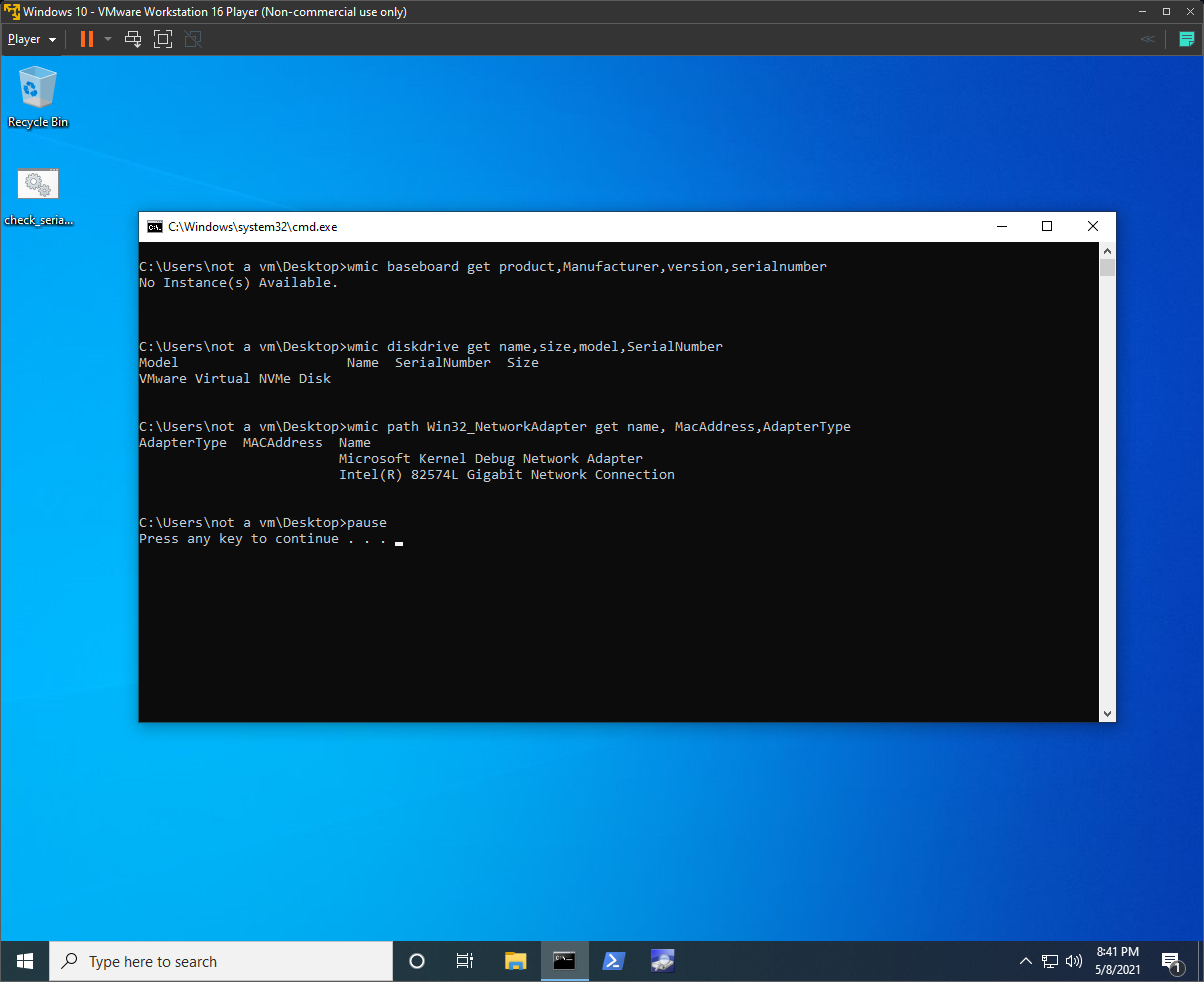 Windows 10 - VMware Workstation 16 Player (Non-commercial use only)
Player
Recycle Bin
check_seria...
C:\Windows\system32\cmd.exe
C:\Users\not a vm\Desktop>wmic baseboard get product,Manufacturer,version,serialnumber
No Instance(s) Available.
C:\Users\not a vm\Desktop>wmic diskdrive get name,size,model,SerialNumber
Model Name SerialNumber Size
VMware Virtual NVMe Disk
C:\Users\not a vm\Desktop>wmic path Win32_NetworkAdapter get name, MacAddress,AdapterType
AdapterType MACAddress Name
Microsoft Kernel Debug Network Adapter
Intel(R) 82574L Gigabit Network Connection
C:\Users\not a vm\Desktop>pause
Press any key to continue . . .
Type here to search
8:41 PM
5/8/2021
1